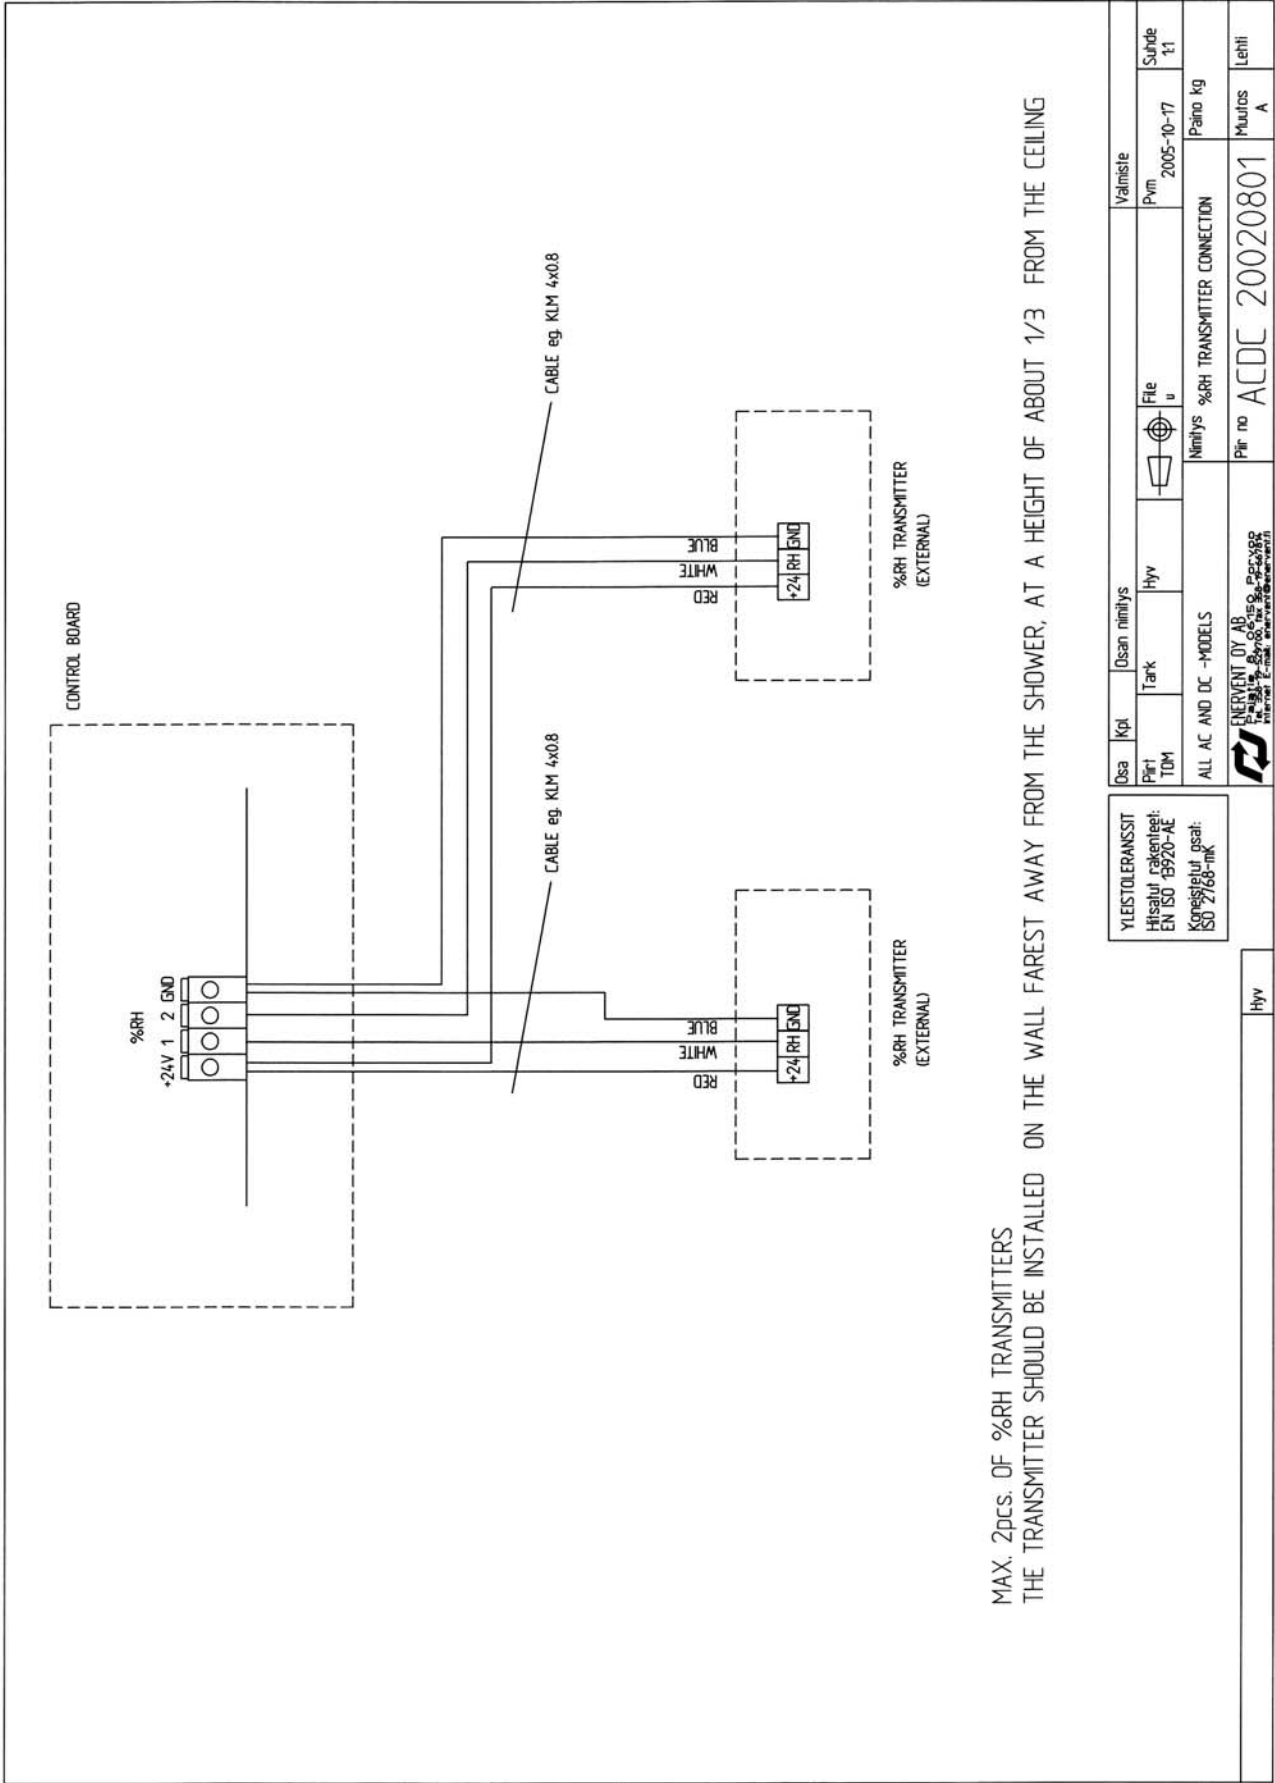 CONTROL BOARD
%RH
+24V 1 2 GND
CABLE eg. KLM 4x0.8
CABLE eg. KLM 4x0.8
RED
WHITE
BLUE
RED
WHITE
BLUE
+24 RH GND
+24 RH GND
%RH TRANSMITTER
(EXTERNAL)
%RH TRANSMITTER
(EXTERNAL)
MAX. 2pcs. OF %RH TRANSMITTERS
THE TRANSMITTER SHOULD BE INSTALLED ON THE WALL FAREST AWAY FROM THE SHOWER, AT A HEIGHT OF ABOUT 1/3 FROM THE CEILING
YLEISTOLERANSSIT
Hitsatut rakenteet:
EN ISO 13920-AE
Koneistetut osat:
ISO 2768-mK
Osa Kpl Osan nimitys Valmiste
Piirt Tark Hyv File Pvm Suhde
TOM u 2005-10-17 1:1
ALL AC AND DC -MODELS
Nimitys %RH TRANSMITTER CONNECTION
Paino kg
ENERVENT OY AB
Piir no ACDC 20020801
Muutos Lehti
A
Hyv